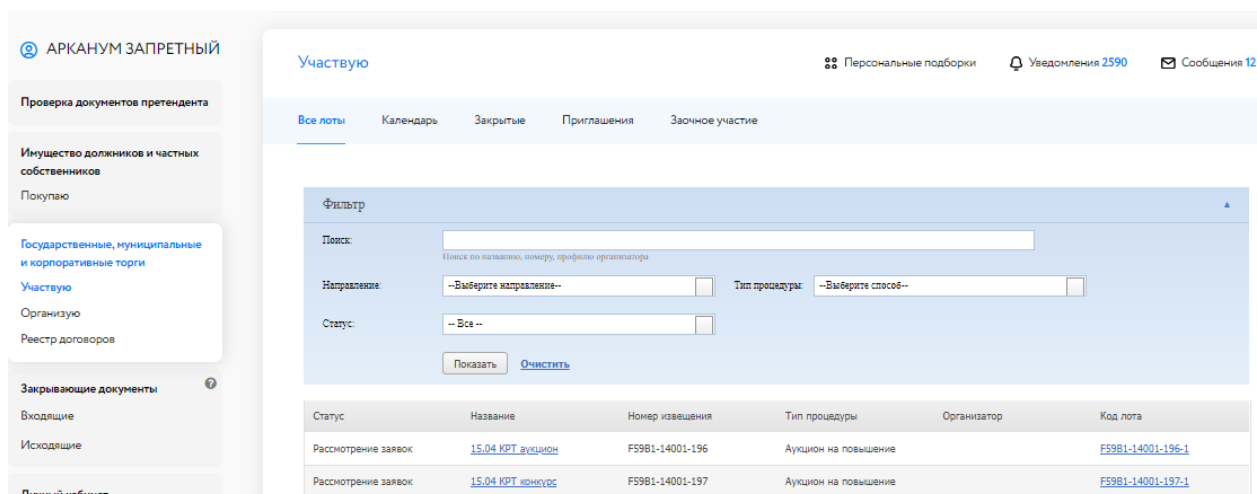 АРКАНУМ ЗАПРЕТНЫЙ
Проверка документов претендента
Имущество должников и частных
собственников
Покупаю
Государственные, муниципальные
и корпоративные торги
Участвую
Организую
Реестр договоров
Закрывающие документы
Входящие
Исходящие
Участвую
Персональные подборки
Уведомления 2590
Сообщения 12
Все лоты Календарь Закрытые Приглашения Заочное участие
Фильтр
Поиск:
Поиск по названию, номеру, профилю организатора
Направление: --Выберите направление-- Тип процедуры: --Выберите способ--
Статус: -- Все --
Показать Очистить
Статус Название Номер извещения Тип процедуры Организатор Код лота
Рассмотрение заявок 15.04 КРТ аукцион F59B1-14001-196 Аукцион на повышение F59B1-14001-196-1
Рассмотрение заявок 15.04 КРТ конкурс F59B1-14001-197 Аукцион на повышение F59B1-14001-197-1